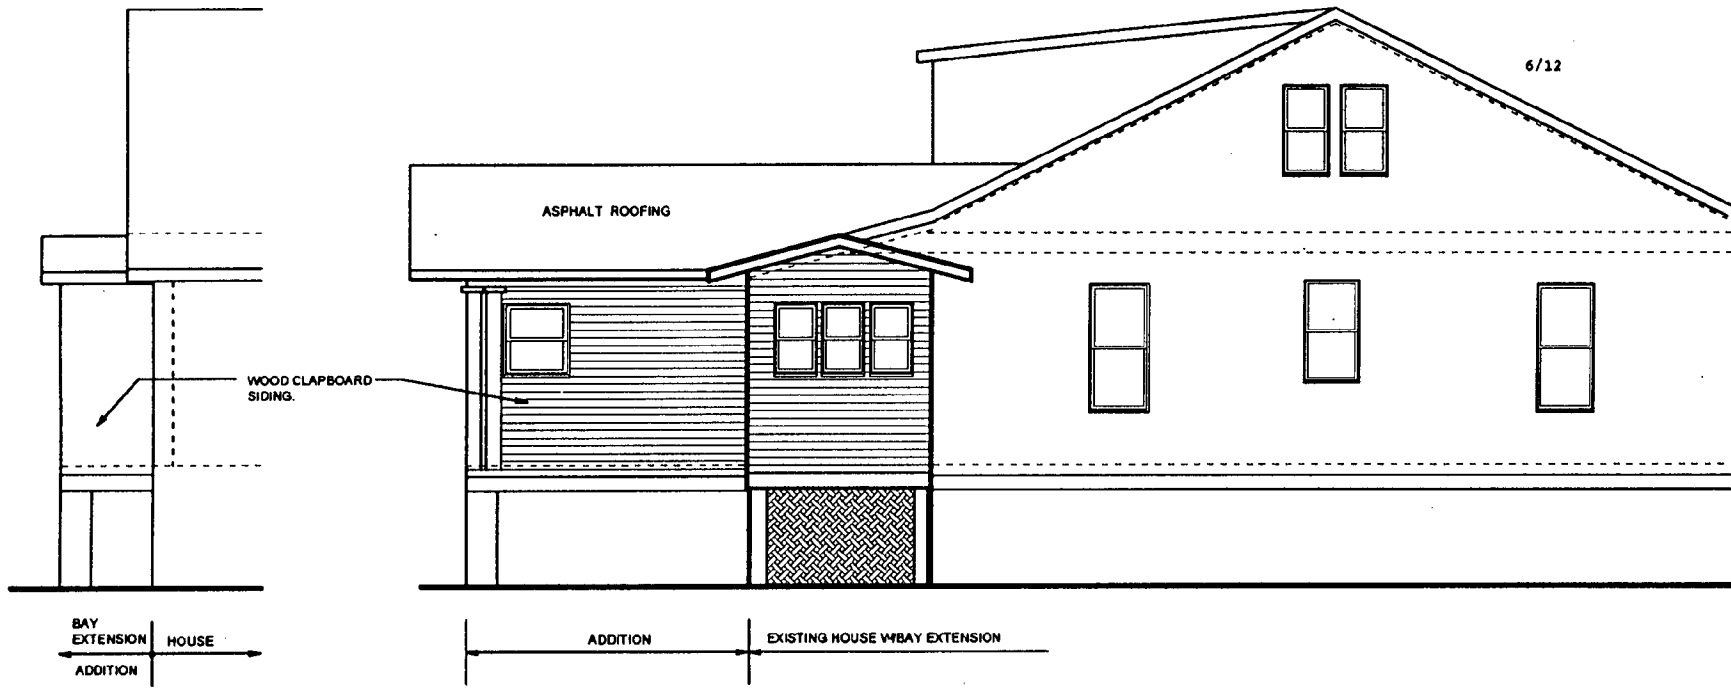 6/12
ASPHALT ROOFING
WOOD CLAPBOARD
SIDING.
BAY
EXTENSION
HOUSE
ADDITION
ADDITION
EXISTING HOUSE W/BAY EXTENSION